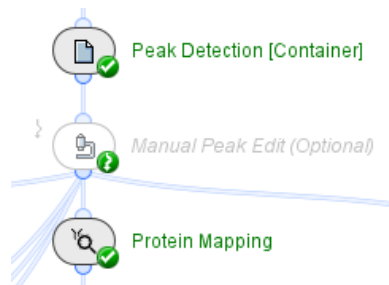 Peak Detection [Container]
Manual Peak Edit (Optional)
Protein Mapping